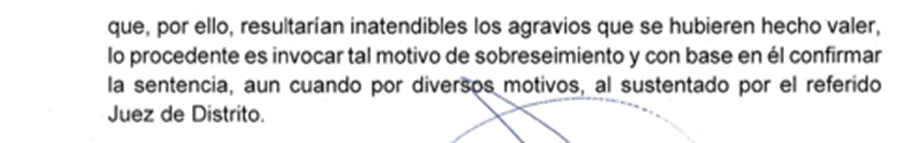 que, por ello, resultarían inatendibles los agravios que se hubieren hecho valer,
lo procedente es invocar tal motivo de sobreseimiento y con base en él confirmar
la sentencia, aun cuando por diversos motivos, al sustentado por el referido
Juez de Distrito.